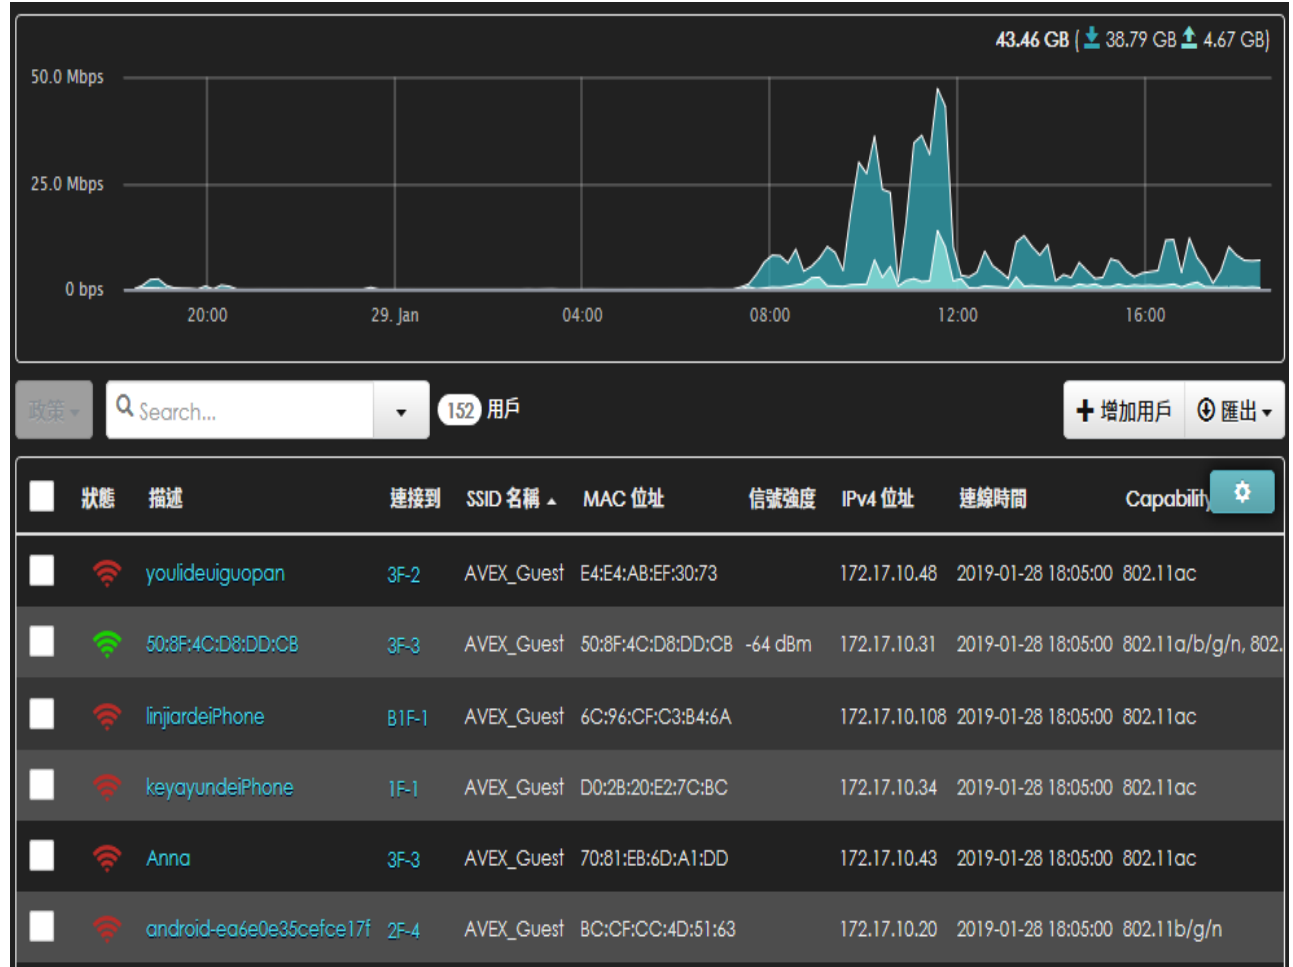 43.46 GB ( 38.79 GB 4.67 GB)
50.0 Mbps
25.0 Mbps
0 bps
20:00 29. Jan 04:00 08:00 12:00 16:00
政策 Search... 152 用戶 增加用戶 匯出
狀態 描述 連接到 SSID 名稱 MAC 位址 信號強度 IPv4 位址 連線時間 Capability
youlideuiguopan 3F-2 AVEX_Guest E4:E4:AB:EF:30:73 172.17.10.48 2019-01-28 18:05:00 802.11ac
50:8F:4C:D8:DD:CB 3F-3 AVEX_Guest 50:8F:4C:D8:DD:CB -64 dBm 172.17.10.31 2019-01-28 18:05:00 802.11a/b/g/n, 802.
linjiardeiPhone B1F-1 AVEX_Guest 6C:96:CF:C3:B4:6A 172.17.10.108 2019-01-28 18:05:00 802.11ac
keyayundeiPhone 1F-1 AVEX_Guest D0:2B:20:E2:7C:BC 172.17.10.34 2019-01-28 18:05:00 802.11ac
Anna 3F-3 AVEX_Guest 70:81:EB:6D:A1:DD 172.17.10.43 2019-01-28 18:05:00 802.11ac
android-ea6e0e35cefce17f 2F-4 AVEX_Guest BC:CF:CC:4D:51:63 172.17.10.20 2019-01-28 18:05:00 802.11b/g/n